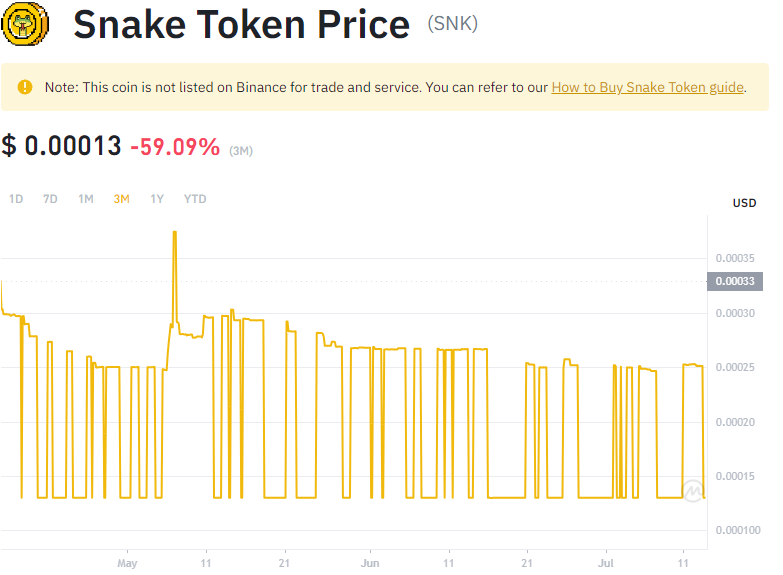 Snake Token Price (SNK)
Note: This coin is not listed on Binance for trade and service. You can refer to our How to Buy Snake Token guide.
$ 0.00013 -59.09% (3M)
1D 7D 1M 3M 1Y YTD
USD
0.00035
0.00033
0.00030
0.00025
0.00020
0.00015
0.000100
May 11 21 Jun 11 21 Jul 11